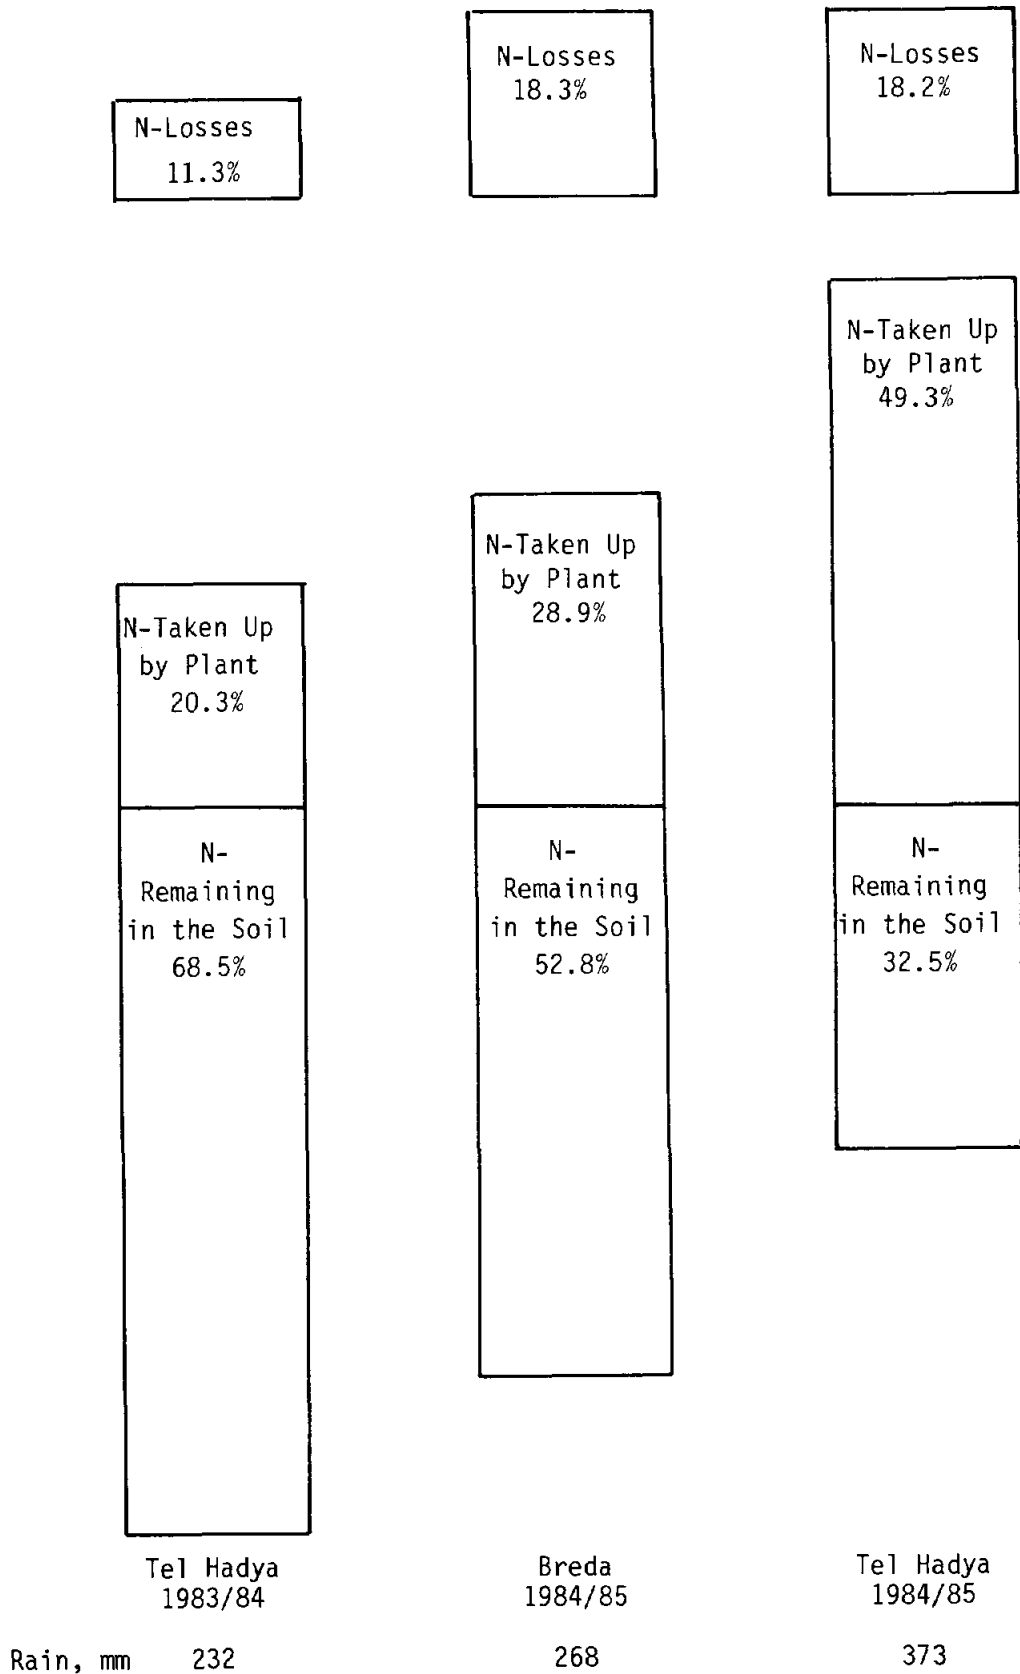 N-Losses
11.3%
N-Losses
18.3%
N-Losses
18.2%
N-Taken Up
by Plant
20.3%
N-Taken Up
by Plant
28.9%
N-Taken Up
by Plant
49.3%
N-
Remaining
in the Soil
68.5%
N-
Remaining
in the Soil
52.8%
N-
Remaining
in the Soil
32.5%
Tel Hadya
1983/84
Breda
1984/85
Tel Hadya
1984/85
Rain, mm 232 268 373